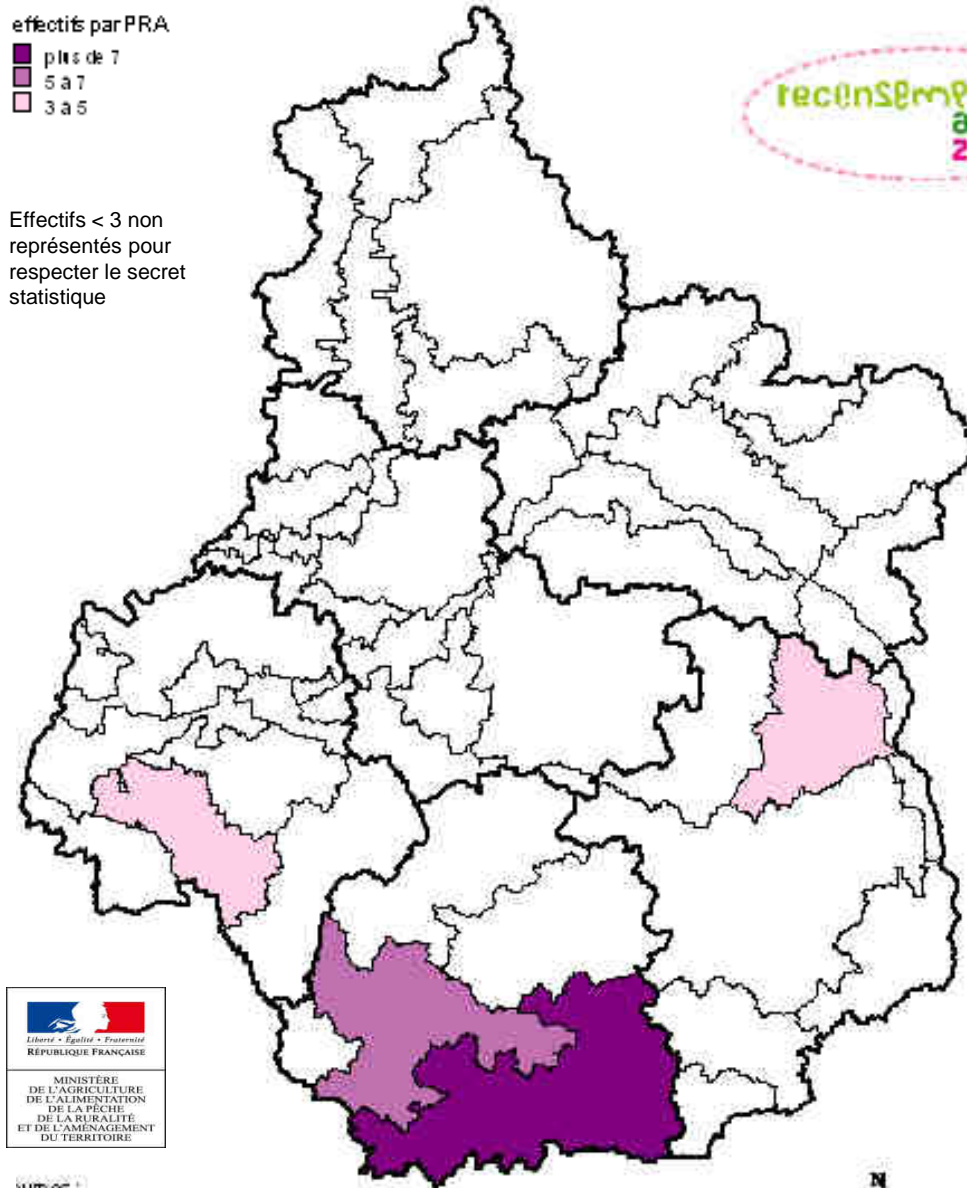 effectifs par PRA
plus de 7
5 à 7
3 à 5
Effectifs < 3 non
représentés pour
respecter le secret
statistique
Liberté • Égalité • Fraternité
RÉPUBLIQUE FRANÇAISE
MINISTÈRE
DE L'AGRICULTURE
DE L'ALIMENTATION
DE LA PÊCHE
DE LA RURALITÉ
ET DE L'AMÉNAGEMENT
DU TERRITOIRE
N